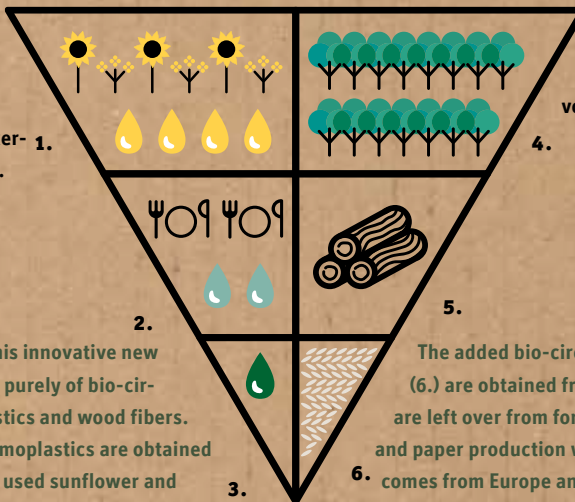 er- 1.
4.
2.
5.
his innovative new
purely of bio-cir-
stics and wood fibers.
moplastics are obtained
used sunflower and
3.
The added bio-circ
(6.) are obtained fr
are left over from for
and paper production w
comes from Europe an
6.